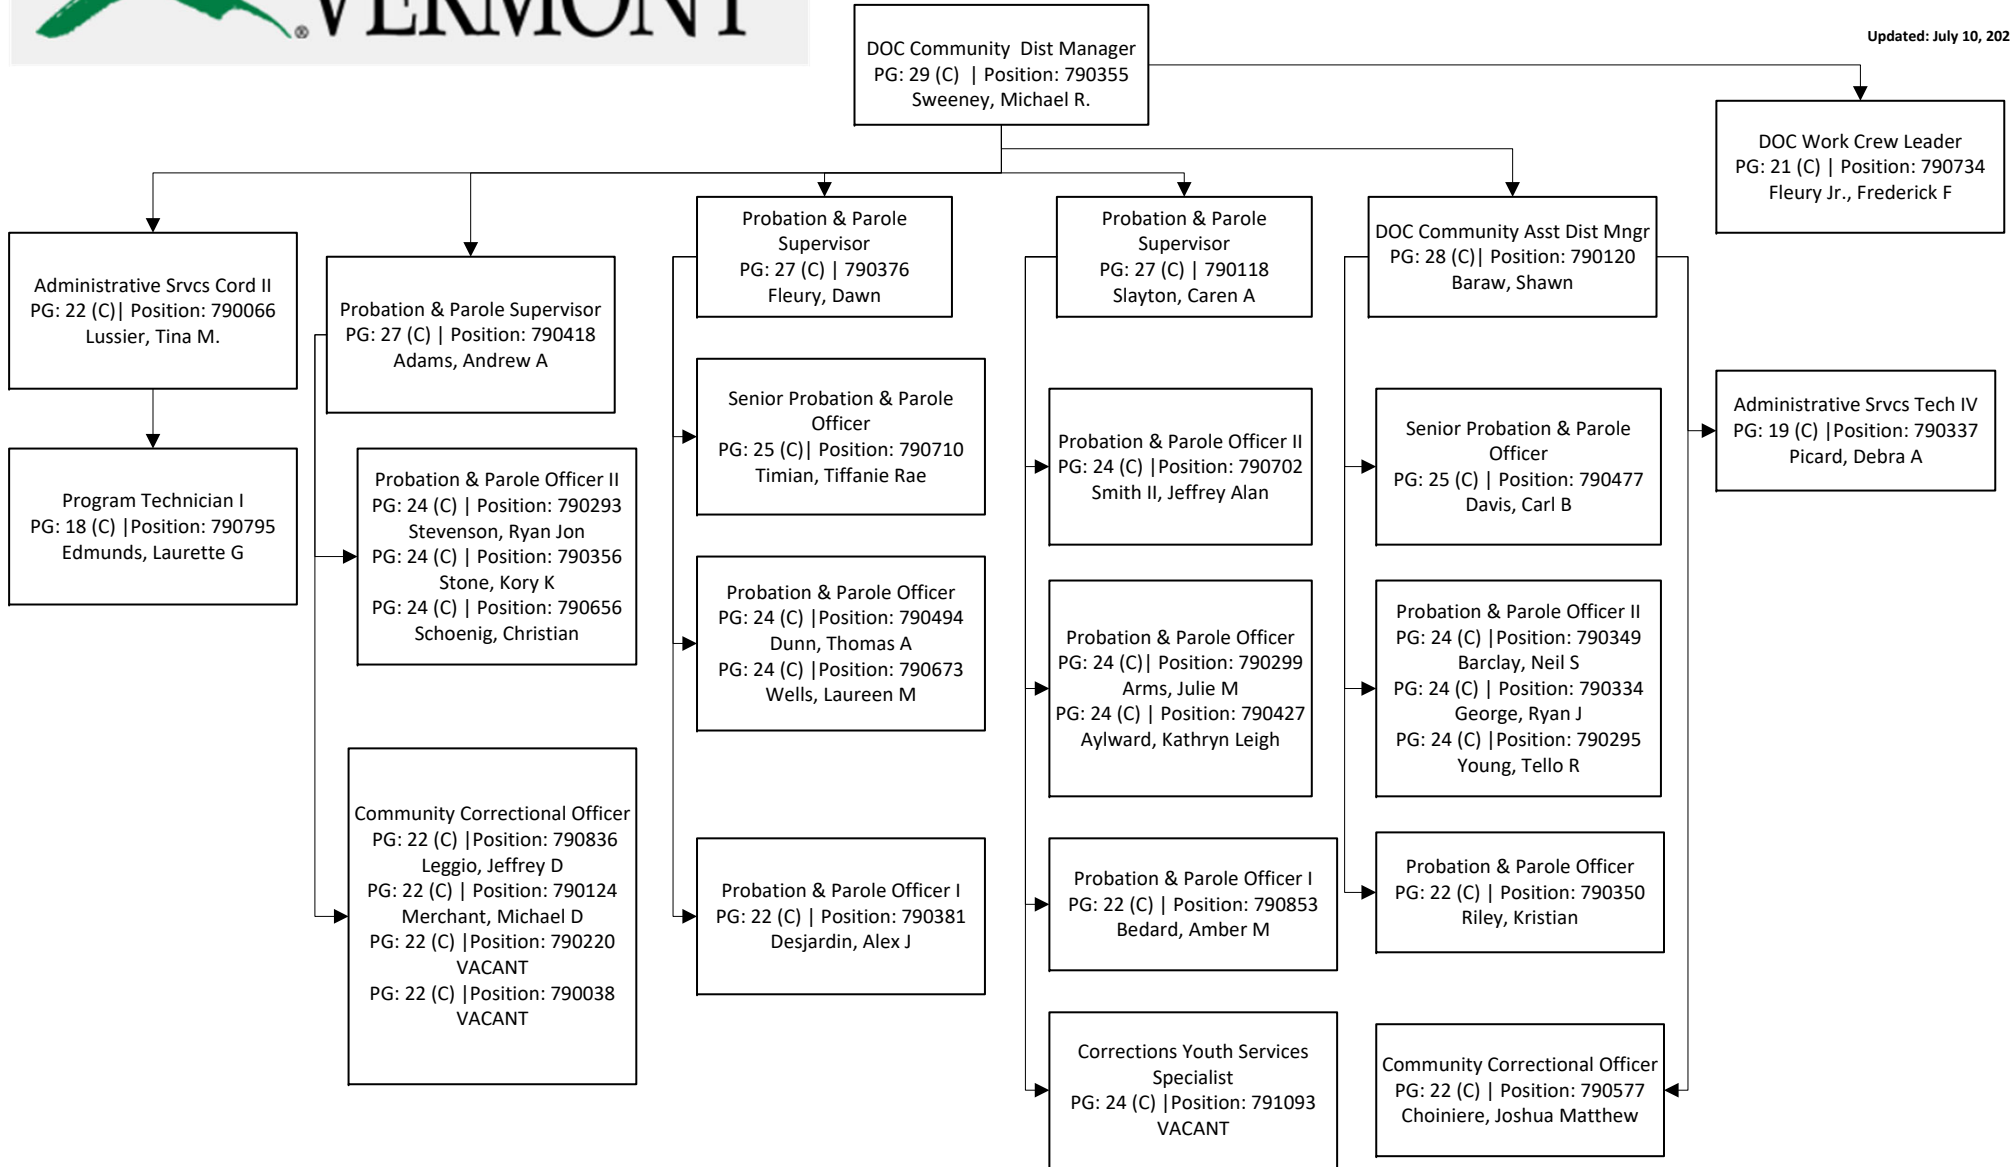 VERMONT
Updated: July 10, 202
DOC Community Dist Manager
PG: 29 (C) | Position: 790355
Sweeney, Michael R.
DOC Work Crew Leader
PG: 21 (C) | Position: 790734
Fleury Jr., Frederick F
Administrative Srvcs Cord II
PG: 22 (C)| Position: 790066
Lussier, Tina M.
Program Technician I
PG: 18 (C) |Position: 790795
Edmunds, Laurette G
Probation & Parole Supervisor
PG: 27 (C) | Position: 790418
Adams, Andrew A
Probation & Parole Officer II
PG: 24 (C) | Position: 790293
Stevenson, Ryan Jon
PG: 24 (C) | Position: 790356
Stone, Kory K
PG: 24 (C) | Position: 790656
Schoenig, Christian
Community Correctional Officer
PG: 22 (C) |Position: 790836
Leggio, Jeffrey D
PG: 22 (C) | Position: 790124
Merchant, Michael D
PG: 22 (C) |Position: 790220
VACANT
PG: 22 (C) |Position: 790038
VACANT
Probation & Parole
Supervisor
PG: 27 (C) | 790376
Fleury, Dawn
Senior Probation & Parole
Officer
PG: 25 (C)| Position: 790710
Timian, Tiffanie Rae
Probation & Parole Officer
PG: 24 (C) |Position: 790494
Dunn, Thomas A
PG: 24 (C) |Position: 790673
Wells, Laureen M
Probation & Parole Officer I
PG: 22 (C) | Position: 790381
Desjardin, Alex J
Probation & Parole
Supervisor
PG: 27 (C) | 790118
Slayton, Caren A
Probation & Parole Officer II
PG: 24 (C) |Position: 790702
Smith II, Jeffrey Alan
Probation & Parole Officer
PG: 24 (C)| Position: 790299
Arms, Julie M
PG: 24 (C) | Position: 790427
Aylward, Kathryn Leigh
Probation & Parole Officer I
PG: 22 (C) | Position: 790853
Bedard, Amber M
Corrections Youth Services
Specialist
PG: 24 (C) |Position: 791093
VACANT
DOC Community Asst Dist Mngr
PG: 28 (C)| Position: 790120
Baraw, Shawn
Senior Probation & Parole
Officer
PG: 25 (C) | Position: 790477
Davis, Carl B
Probation & Parole Officer II
PG: 24 (C) |Position: 790349
Barclay, Neil S
PG: 24 (C) | Position: 790334
George, Ryan J
PG: 24 (C) |Position: 790295
Young, Tello R
Probation & Parole Officer
PG: 22 (C) | Position: 790350
Riley, Kristian
Community Correctional Officer
PG: 22 (C) | Position: 790577
Choiniere, Joshua Matthew
Administrative Srvcs Tech IV
PG: 19 (C) |Position: 790337
Picard, Debra A